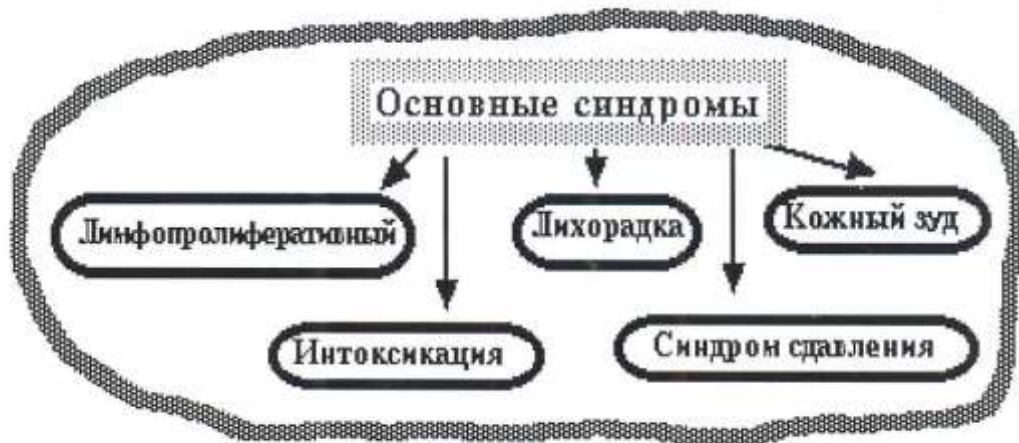 Основные синдромы
Лимфопролиферативный
Лихорадка
Кожный зуд
Интоксикация
Синдром сдавления